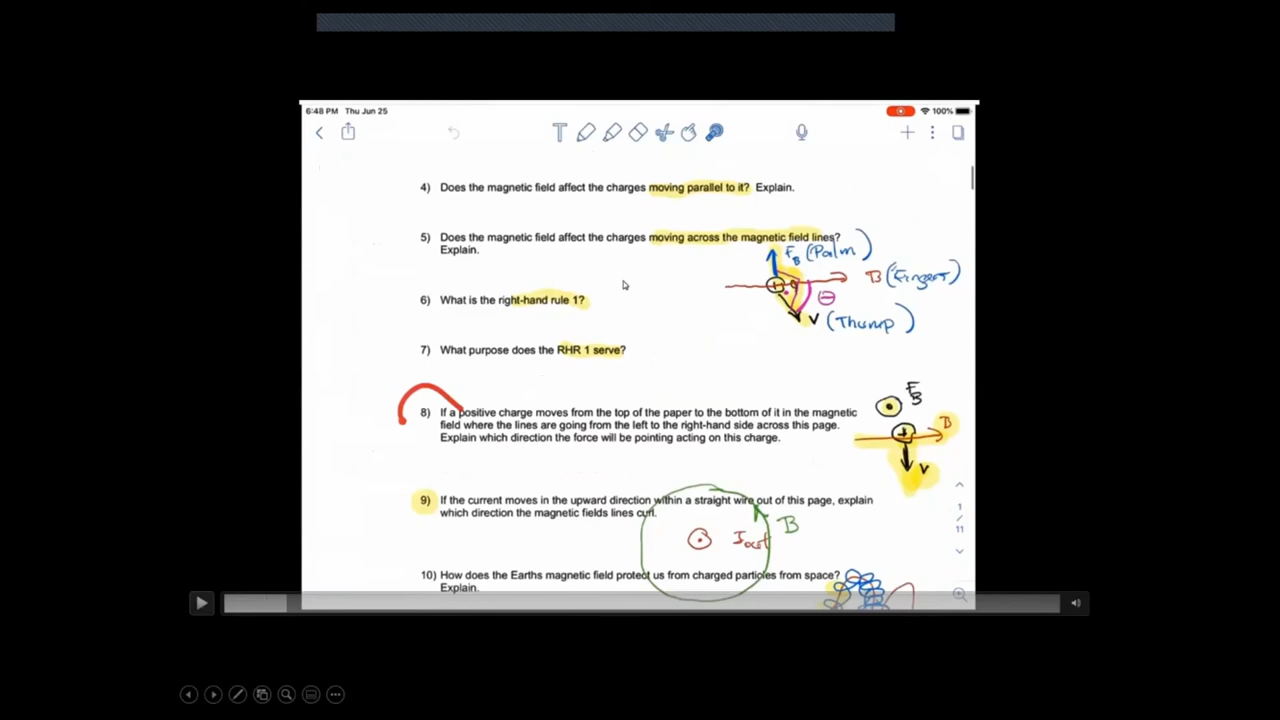 6:48 PM Thu Jun 25
100%
4) Does the magnetic field affect the charges moving parallel to it? Explain.
5) Does the magnetic field affect the charges moving across the magnetic field lines?
Explain.
F_B (Palm)
B (Finger)
V (Thump)
6) What is the right-hand rule 1?
7) What purpose does the RHR 1 serve?
8) If a positive charge moves from the top of the paper to the bottom of it in the magnetic
field where the lines are going from the left to the right-hand side across this page.
Explain which direction the force will be pointing acting on this charge.
F_B
B
V
9) If the current moves in the upward direction within a straight wire out of this page, explain
which direction the magnetic fields lines curl.
I out
B
1
/
11
10) How does the Earths magnetic field protect us from charged particles from space?
Explain.